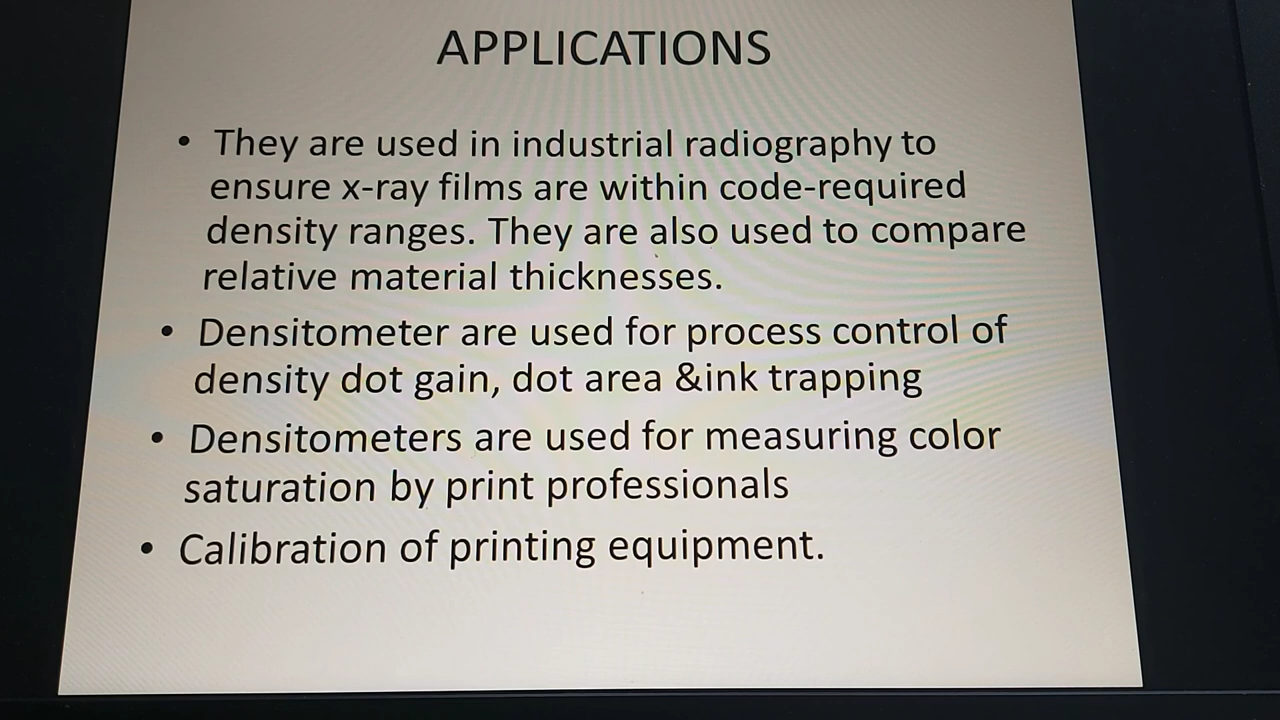 APPLICATIONS
• They are used in industrial radiography to
ensure x-ray films are within code-required
density ranges. They are also used to compare
relative material thicknesses.
• Densitometer are used for process control of
density dot gain, dot area &ink trapping
• Densitometers are used for measuring color
saturation by print professionals
• Calibration of printing equipment.